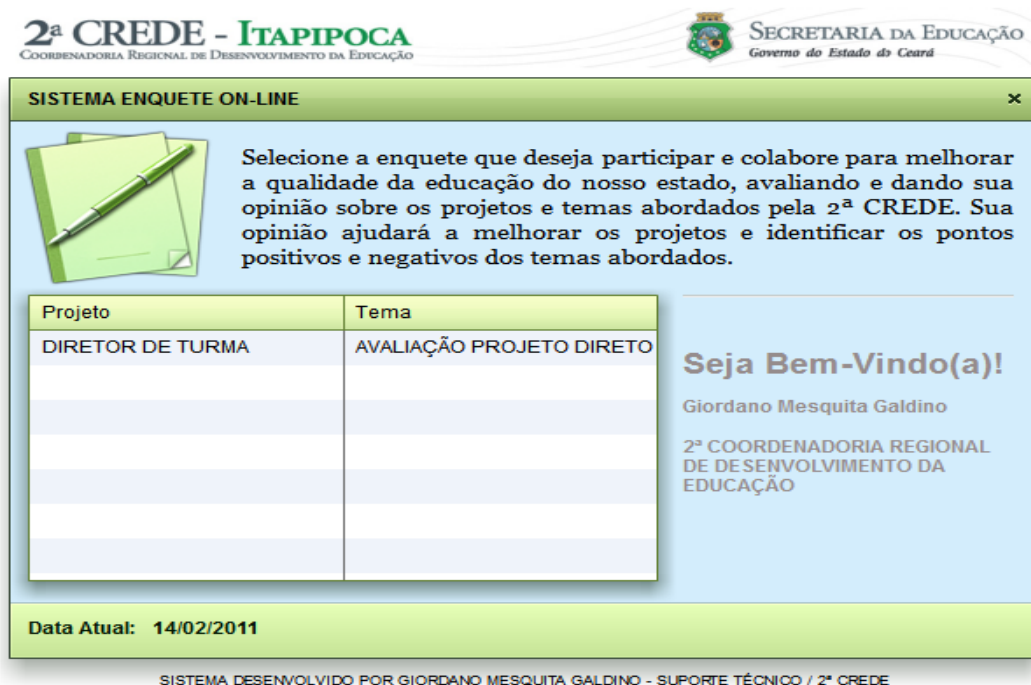 2ª CREDE - ITAPIPOCA
COORDENADORIA REGIONAL DE DESENVOLVIMENTO DA EDUCAÇÃO
SECRETARIA DA EDUCAÇÃO
Governo do Estado do Ceará
SISTEMA ENQUETE ON-LINE
Selecione a enquete que deseja participar e colabore para melhorar
a qualidade da educação do nosso estado, avaliando e dando sua
opinião sobre os projetos e temas abordados pela 2ª CREDE. Sua
opinião ajudará a melhorar os projetos e identificar os pontos
positivos e negativos dos temas abordados.
Projeto Tema
DIRETOR DE TURMA AVALIAÇÃO PROJETO DIRETO
Seja Bem-Vindo(a)!
Giordano Mesquita Galdino
2ª COORDENADORIA REGIONAL
DE DESENVOLVIMENTO DA
EDUCAÇÃO
Data Atual: 14/02/2011
SISTEMA DESENVOLVIDO POR GIORDANO MESQUITA GALDINO - SUPORTE TÉCNICO / 2ª CREDE